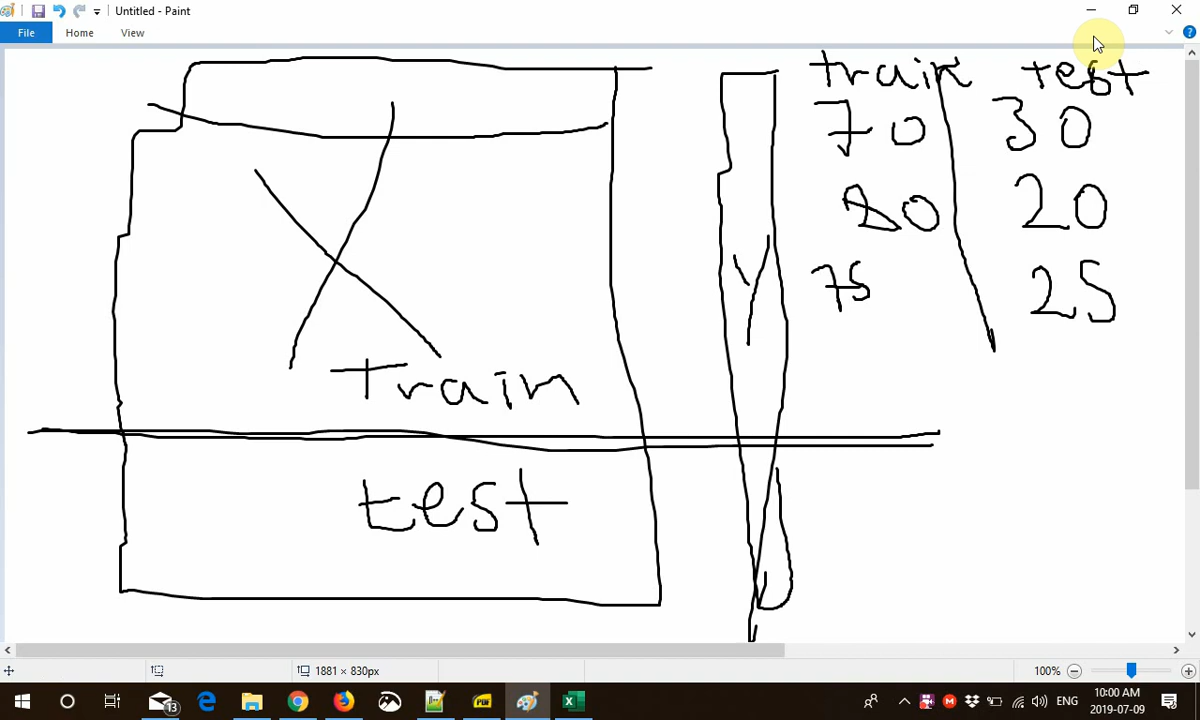 Untitled - Paint
File Home View
train test
70 30
80 20
75 25
X
Y
train
test
1881 × 830px
100%
13
ENG
10:00 AM
2019-07-09